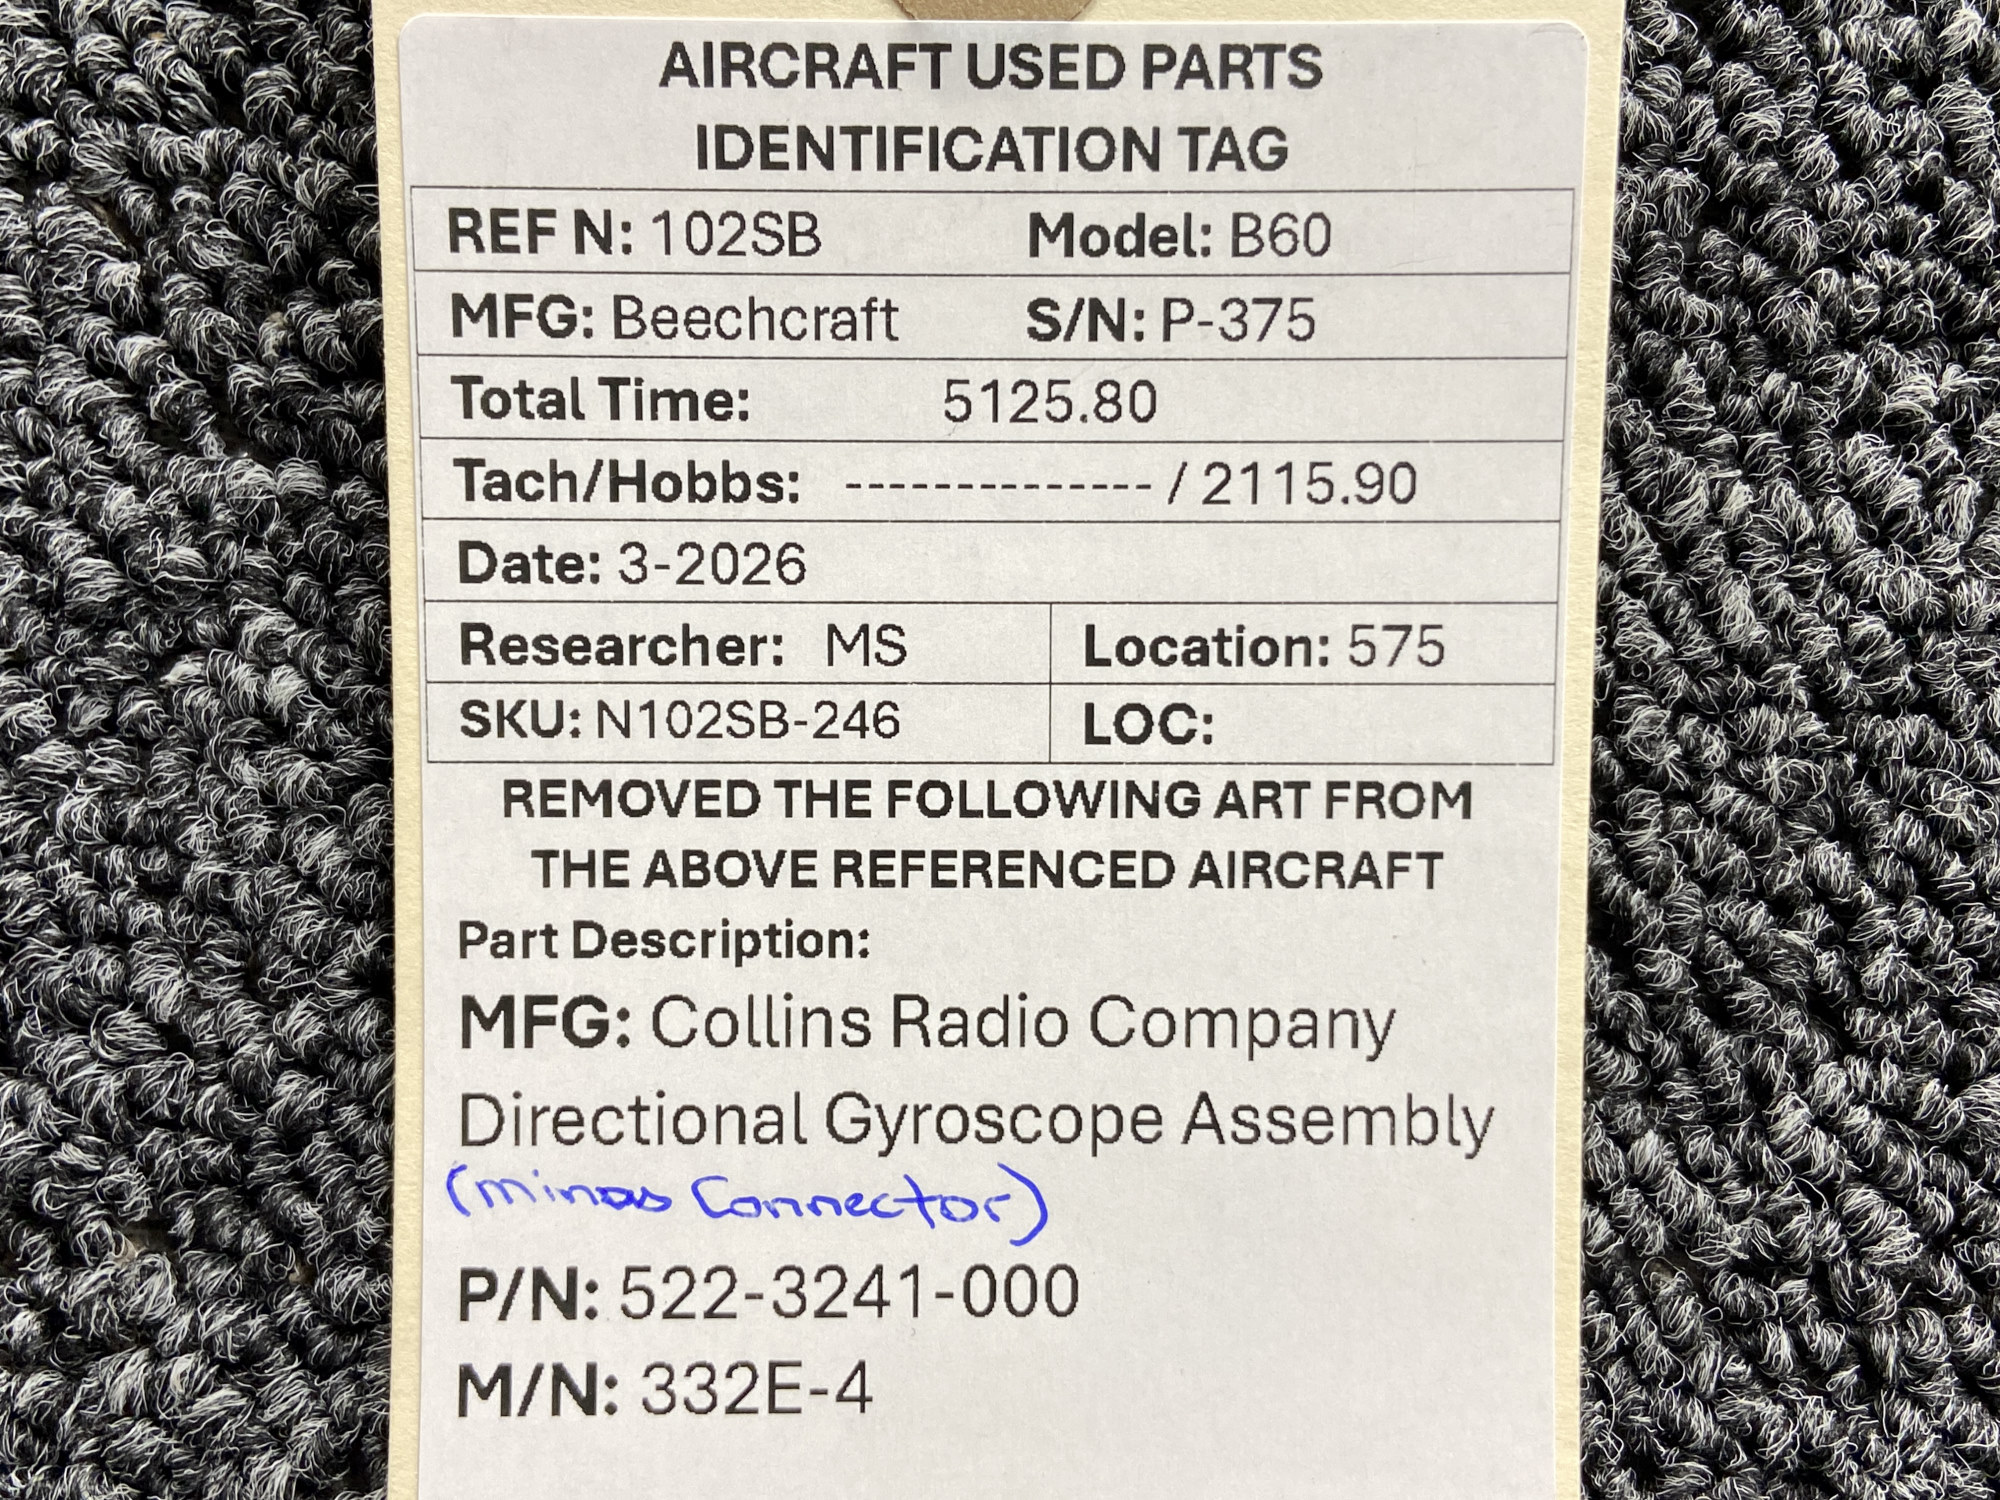 AIRCRAFT USED PARTS
IDENTIFICATION TAG
REF N: 102SB Model: B60
MFG: Beechcraft S/N: P-375
Total Time: 5125.80
Tach/Hobbs: -------------- / 2115.90
Date: 3-2026
Researcher: MS Location: 575
SKU: N102SB-246 LOC:
REMOVED THE FOLLOWING ART FROM
THE ABOVE REFERENCED AIRCRAFT
Part Description:
MFG: Collins Radio Company
Directional Gyroscope Assembly
(minus Connector)
P/N: 522-3241-000
M/N: 332E-4